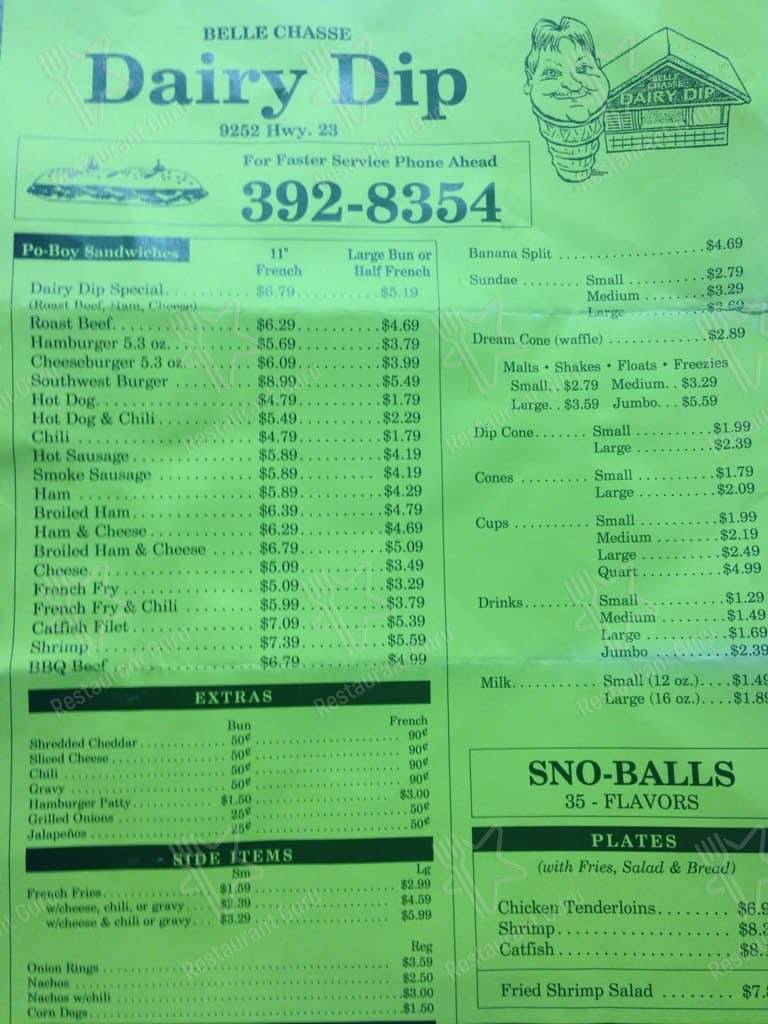 BELLE CHASSE
Dairy Dip
9252 Hwy. 23
BELLE CHASSE
DAIRY DIP
For Faster Service Phone Ahead
392-8354
Po-Boy Sandwiches 11" French Large Bun or Half French
Dairy Dip Special $6.79 $5.19
(Roast Beef, Ham, Cheese)
Roast Beef $6.29 $4.69
Hamburger 5.3 oz. $5.69 $3.79
Cheeseburger 5.3 oz. $6.09 $3.99
Southwest Burger $8.99 $5.49
Hot Dog $4.79 $1.79
Hot Dog & Chili $5.49 $2.29
Chili $4.79 $1.79
Hot Sausage $5.89 $4.19
Smoke Sausage $5.89 $4.19
Ham $5.89 $4.29
Broiled Ham $6.39 $4.79
Ham & Cheese $6.29 $4.69
Broiled Ham & Cheese $6.79 $5.09
Cheese $5.09 $3.49
French Fry $5.09 $3.29
French Fry & Chili $5.99 $3.79
Catfish Filet $7.09 $5.39
Shrimp $7.39 $5.59
BBQ Beef $6.79 $4.99
EXTRAS
Bun French
Shredded Cheddar 50¢ 90¢
Sliced Cheese 50¢ 90¢
Chili 50¢ 90¢
Gravy 50¢ 90¢
Hamburger Patty $1.50 $3.00
Grilled Onions 25¢ 50¢
Jalapeños 25¢ 50¢
SIDE ITEMS
Sm Lg
French Fries $1.59 $2.99
w/cheese, chili, or gravy $2.39 $4.59
w/cheese & chili or gravy $3.29 $5.99
Reg
Onion Rings $3.59
Nachos $2.50
Nachos w/chili $3.00
Corn Dogs $1.50
Banana Split $4.69
Sundae Small $2.79
Medium $3.29
Large $3.69
Dream Cone (waffle) $2.89
Malts • Shakes • Floats • Freezies
Small $2.79 Medium $3.29
Large $3.59 Jumbo $5.59
Dip Cone Small $1.99
Large $2.39
Cones Small $1.79
Large $2.09
Cups Small $1.99
Medium $2.19
Large $2.49
Quart $4.99
Drinks Small $1.29
Medium $1.49
Large $1.69
Jumbo $2.39
Milk Small (12 oz.) $1.49
Large (16 oz.) $1.89
SNO-BALLS
35 - FLAVORS
PLATES
(with Fries, Salad & Bread)
Chicken Tenderloins $6.9
Shrimp $8.3
Catfish $8.
Fried Shrimp Salad $7.
Restaurant Guru